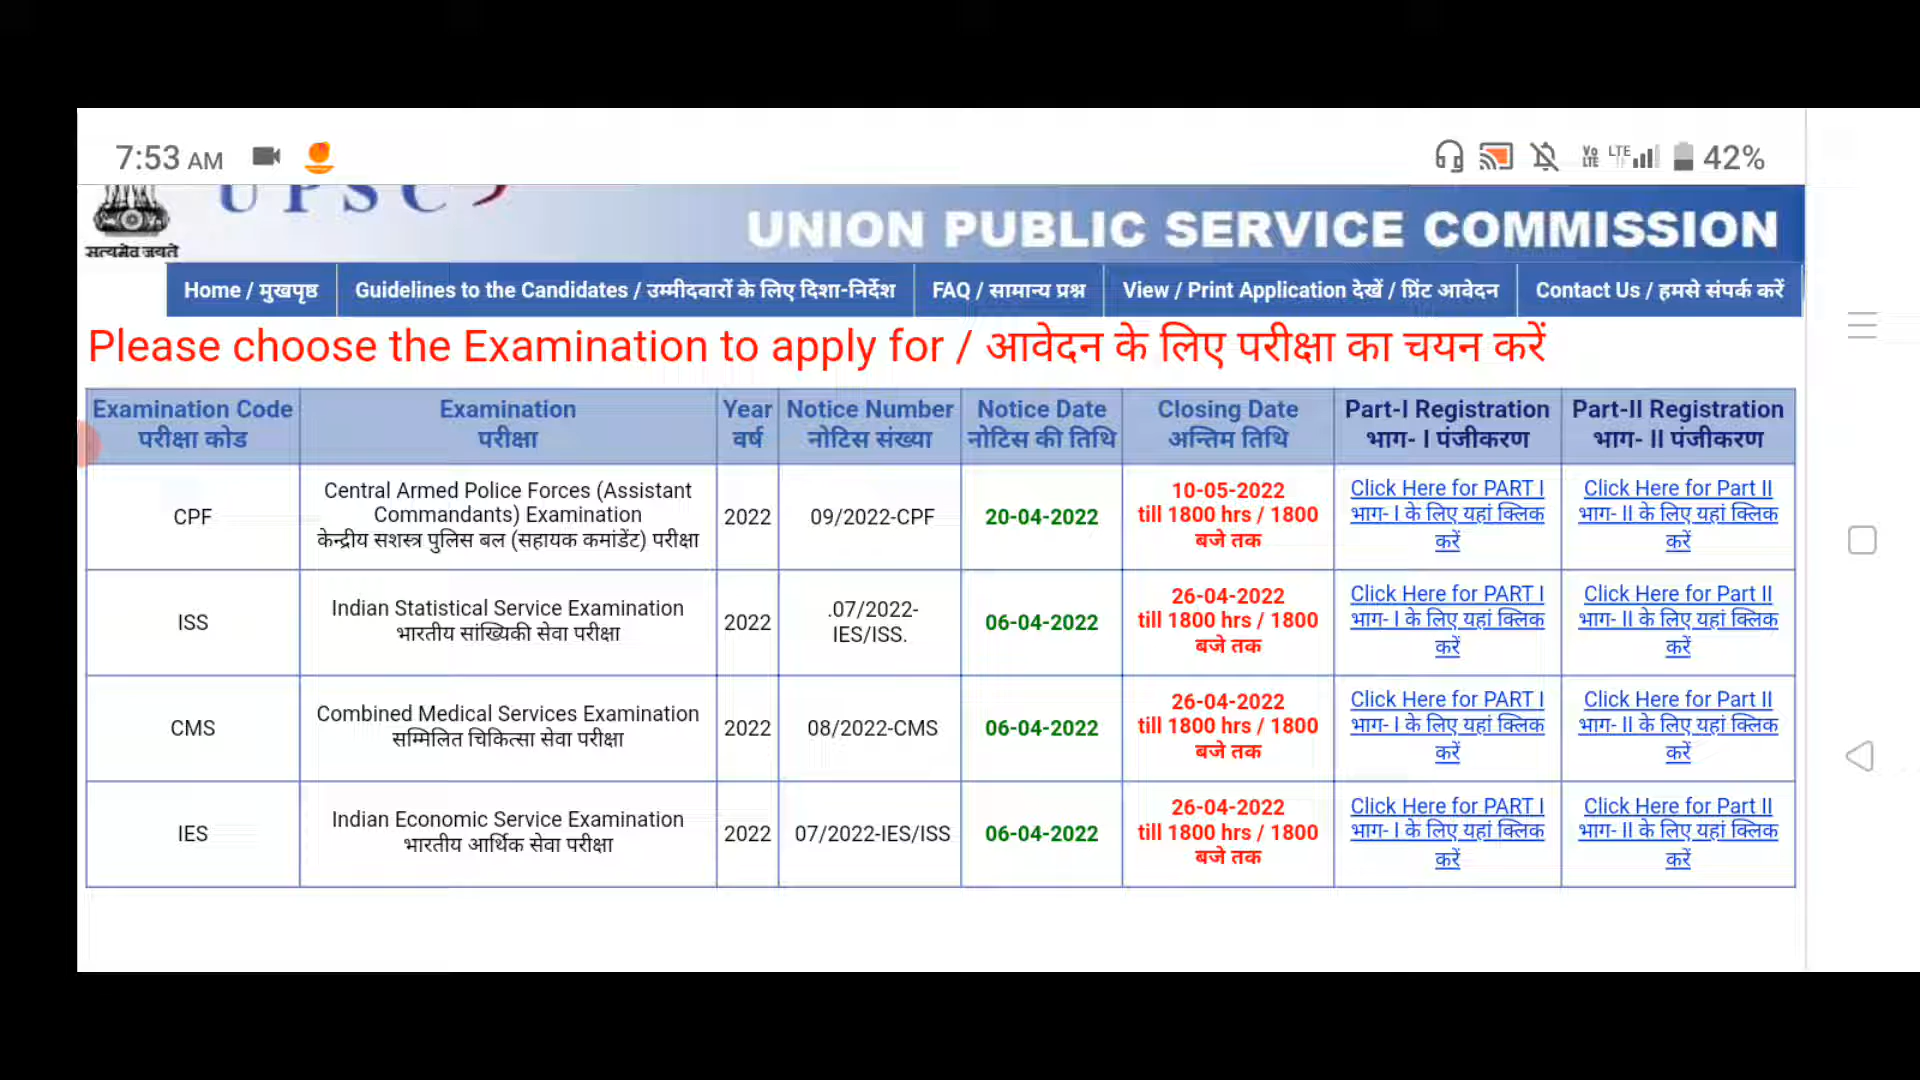 7:53 AM
Vo LTE LTE 42%
UPSC
सत्यमेव जयते
UNION PUBLIC SERVICE COMMISSION
Home / मुखपृष्ठ Guidelines to the Candidates / उम्मीदवारों के लिए दिशा-निर्देश FAQ / सामान्य प्रश्न View / Print Application देखें / प्रिंट आवेदन Contact Us / हमसे संपर्क करें
Please choose the Examination to apply for / आवेदन के लिए परीक्षा का चयन करें
Examination Code Examination Year Notice Number Notice Date Closing Date Part-I Registration Part-II Registration
परीक्षा कोड परीक्षा वर्ष नोटिस संख्या नोटिस की तिथि अन्तिम तिथि भाग- I पंजीकरण भाग- II पंजीकरण
CPF
Central Armed Police Forces (Assistant
Commandants) Examination
केन्द्रीय सशस्त्र पुलिस बल (सहायक कमांडेंट) परीक्षा
2022
09/2022-CPF
20-04-2022
10-05-2022
till 1800 hrs / 1800
बजे तक
Click Here for PART I
भाग- I के लिए यहां क्लिक
करें
Click Here for Part II
भाग- II के लिए यहां क्लिक
करें
ISS
Indian Statistical Service Examination
भारतीय सांख्यिकी सेवा परीक्षा
2022
.07/2022-
IES/ISS.
06-04-2022
26-04-2022
till 1800 hrs / 1800
बजे तक
Click Here for PART I
भाग- I के लिए यहां क्लिक
करें
Click Here for Part II
भाग- II के लिए यहां क्लिक
करें
CMS
Combined Medical Services Examination
सम्मिलित चिकित्सा सेवा परीक्षा
2022
08/2022-CMS
06-04-2022
26-04-2022
till 1800 hrs / 1800
बजे तक
Click Here for PART I
भाग- I के लिए यहां क्लिक
करें
Click Here for Part II
भाग- II के लिए यहां क्लिक
करें
IES
Indian Economic Service Examination
भारतीय आर्थिक सेवा परीक्षा
2022
07/2022-IES/ISS
06-04-2022
26-04-2022
till 1800 hrs / 1800
बजे तक
Click Here for PART I
भाग- I के लिए यहां क्लिक
करें
Click Here for Part II
भाग- II के लिए यहां क्लिक
करें